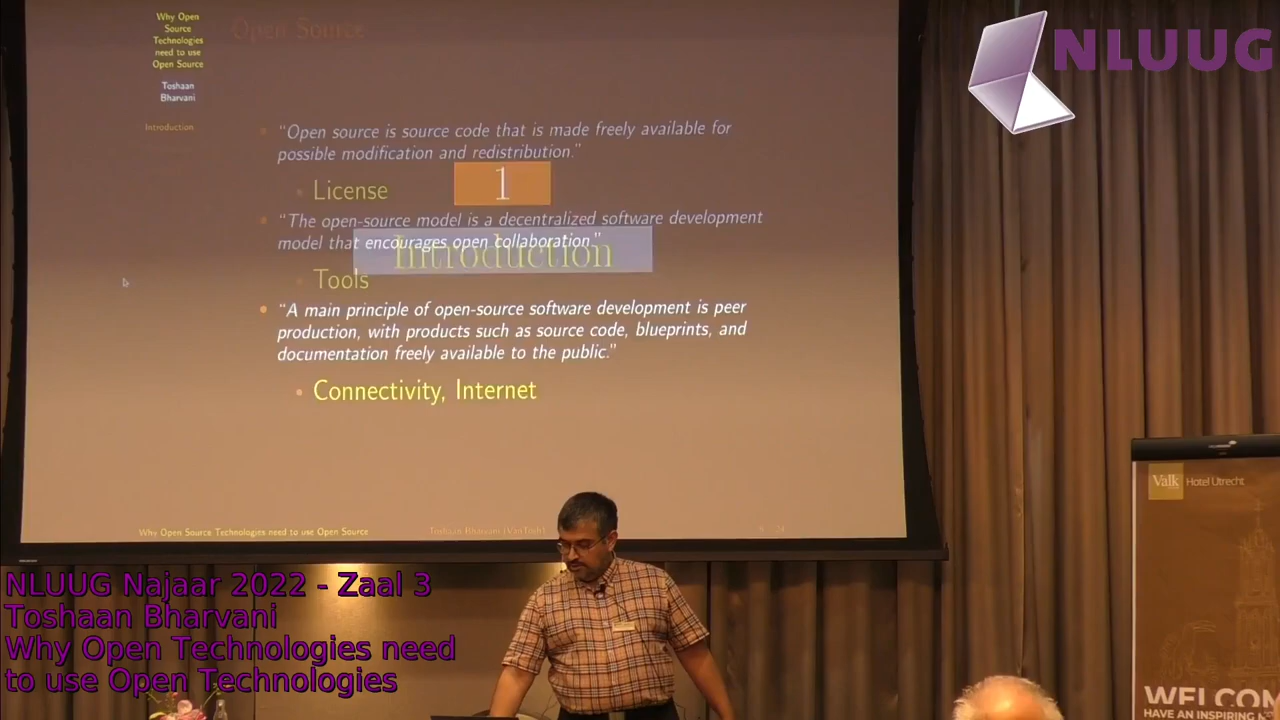 Why Open
Source
Technologies
need to use
Open Source
Toshaan
Bharvani
Introduction
Open Source
“Open source is source code that is made freely available for
possible modification and redistribution.”
License
1
“The open-source model is a decentralized software development
model that encourages open collaboration.”
Introduction
Tools
“A main principle of open-source software development is peer
production, with products such as source code, blueprints, and
documentation freely available to the public.”
Connectivity, Internet
Why Open Source Technologies need to use Open Source
Toshaan Bharvani (VanTosh)
24
NLUUG
Valk Hotel Utrecht
WELCOM
HAVE AN INSPIRING
NLUUG Najaar 2022 - Zaal 3
Toshaan Bharvani
Why Open Technologies need
to use Open Technologies